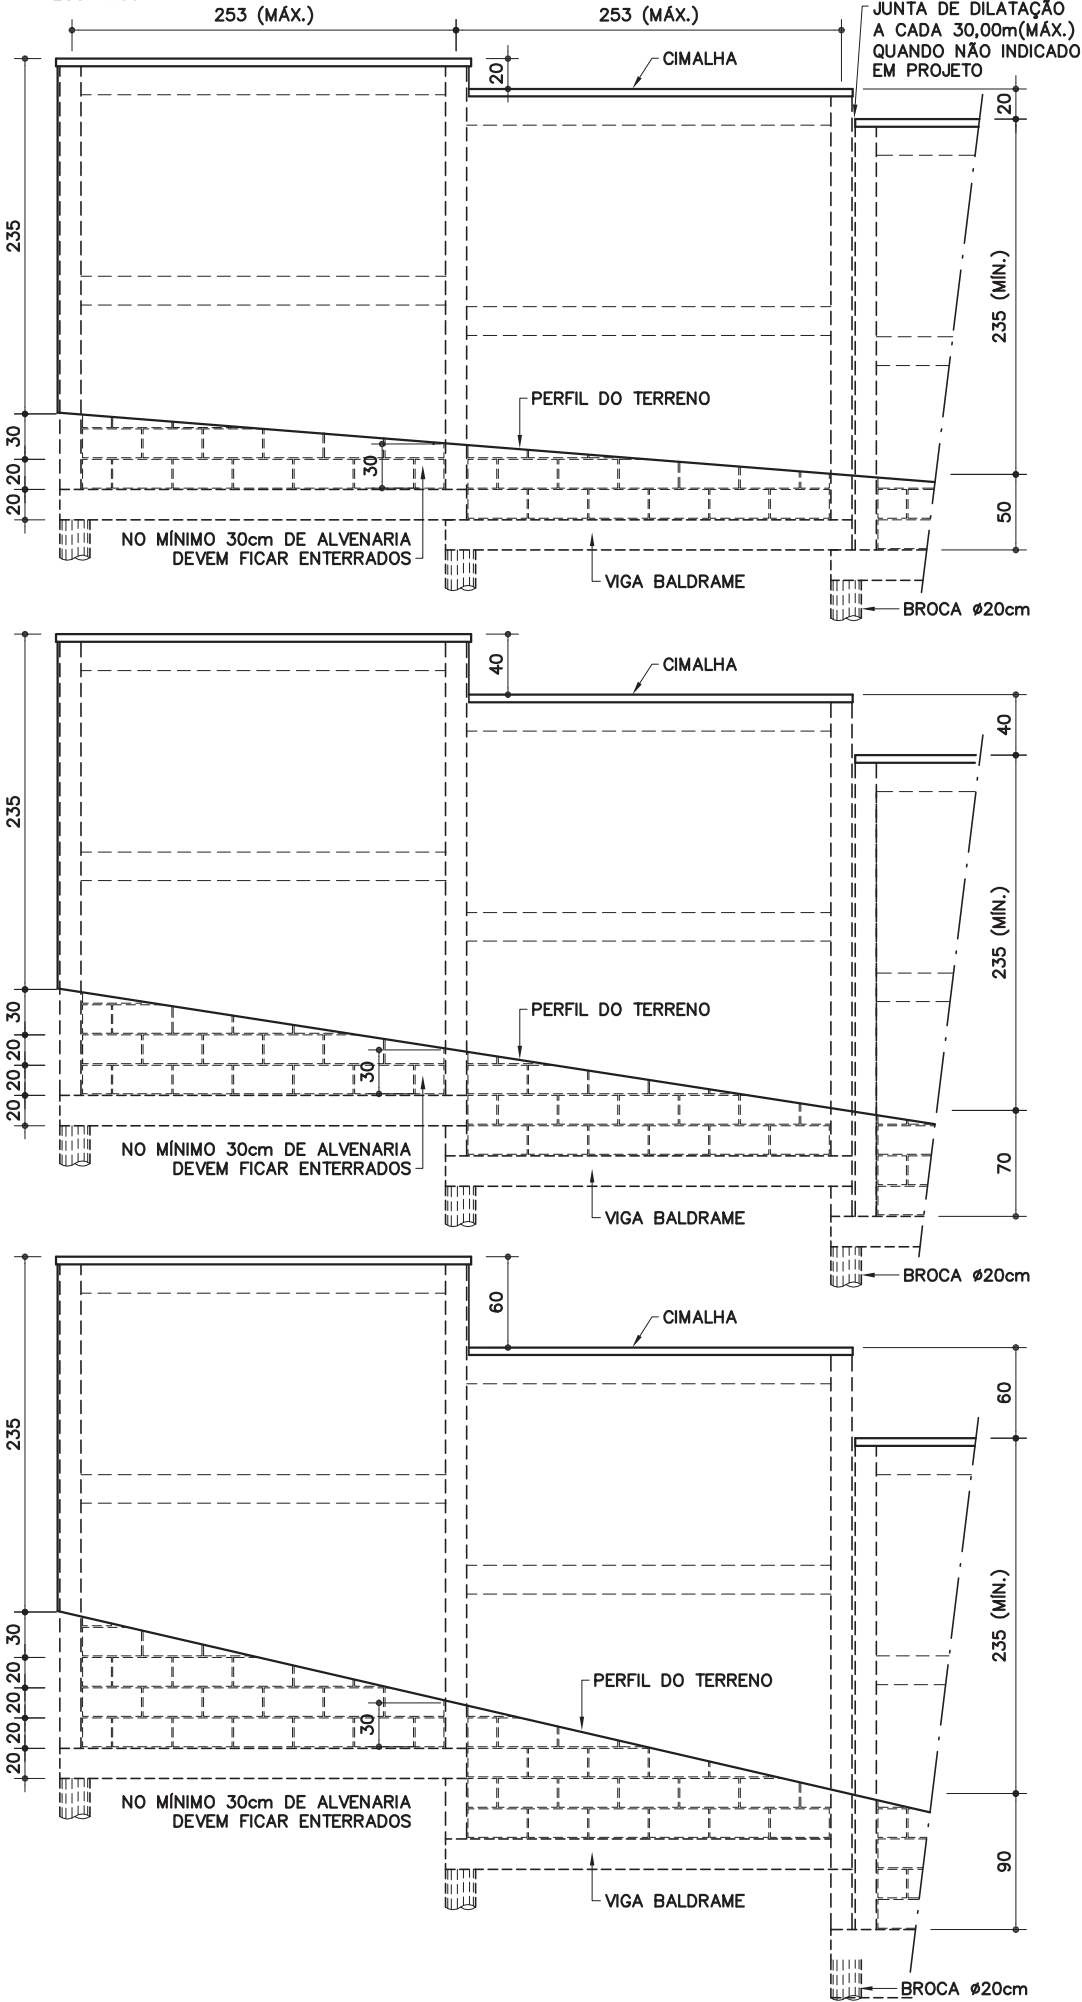 253 (MÁX.)
253 (MÁX.)
JUNTA DE DILATAÇÃO
A CADA 30,00m(MÁX.)
QUANDO NÃO INDICADO
EM PROJETO
20
CIMALHA
20
235
235 (MÍN.)
PERFIL DO TERRENO
30
30
20
20
50
NO MÍNIMO 30cm DE ALVENARIA
DEVEM FICAR ENTERRADOS
VIGA BALDRAME
BROCA ø20cm
40
CIMALHA
40
235
235 (MÍN.)
PERFIL DO TERRENO
30
20
30
20
20
NO MÍNIMO 30cm DE ALVENARIA
DEVEM FICAR ENTERRADOS
70
VIGA BALDRAME
BROCA ø20cm
60
CIMALHA
60
235
235 (MÍN.)
30
PERFIL DO TERRENO
20
20
30
20
20
NO MÍNIMO 30cm DE ALVENARIA
DEVEM FICAR ENTERRADOS
90
VIGA BALDRAME
BROCA ø20cm